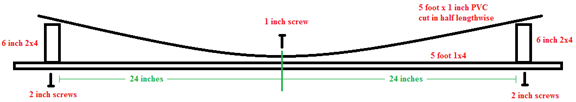 5 foot x 1 inch PVC
cut in half lengthwise
1 inch screw
6 inch 2x4
6 inch 2x4
5 foot 1x4
24 inches
24 inches
2 inch screws
2 inch screws